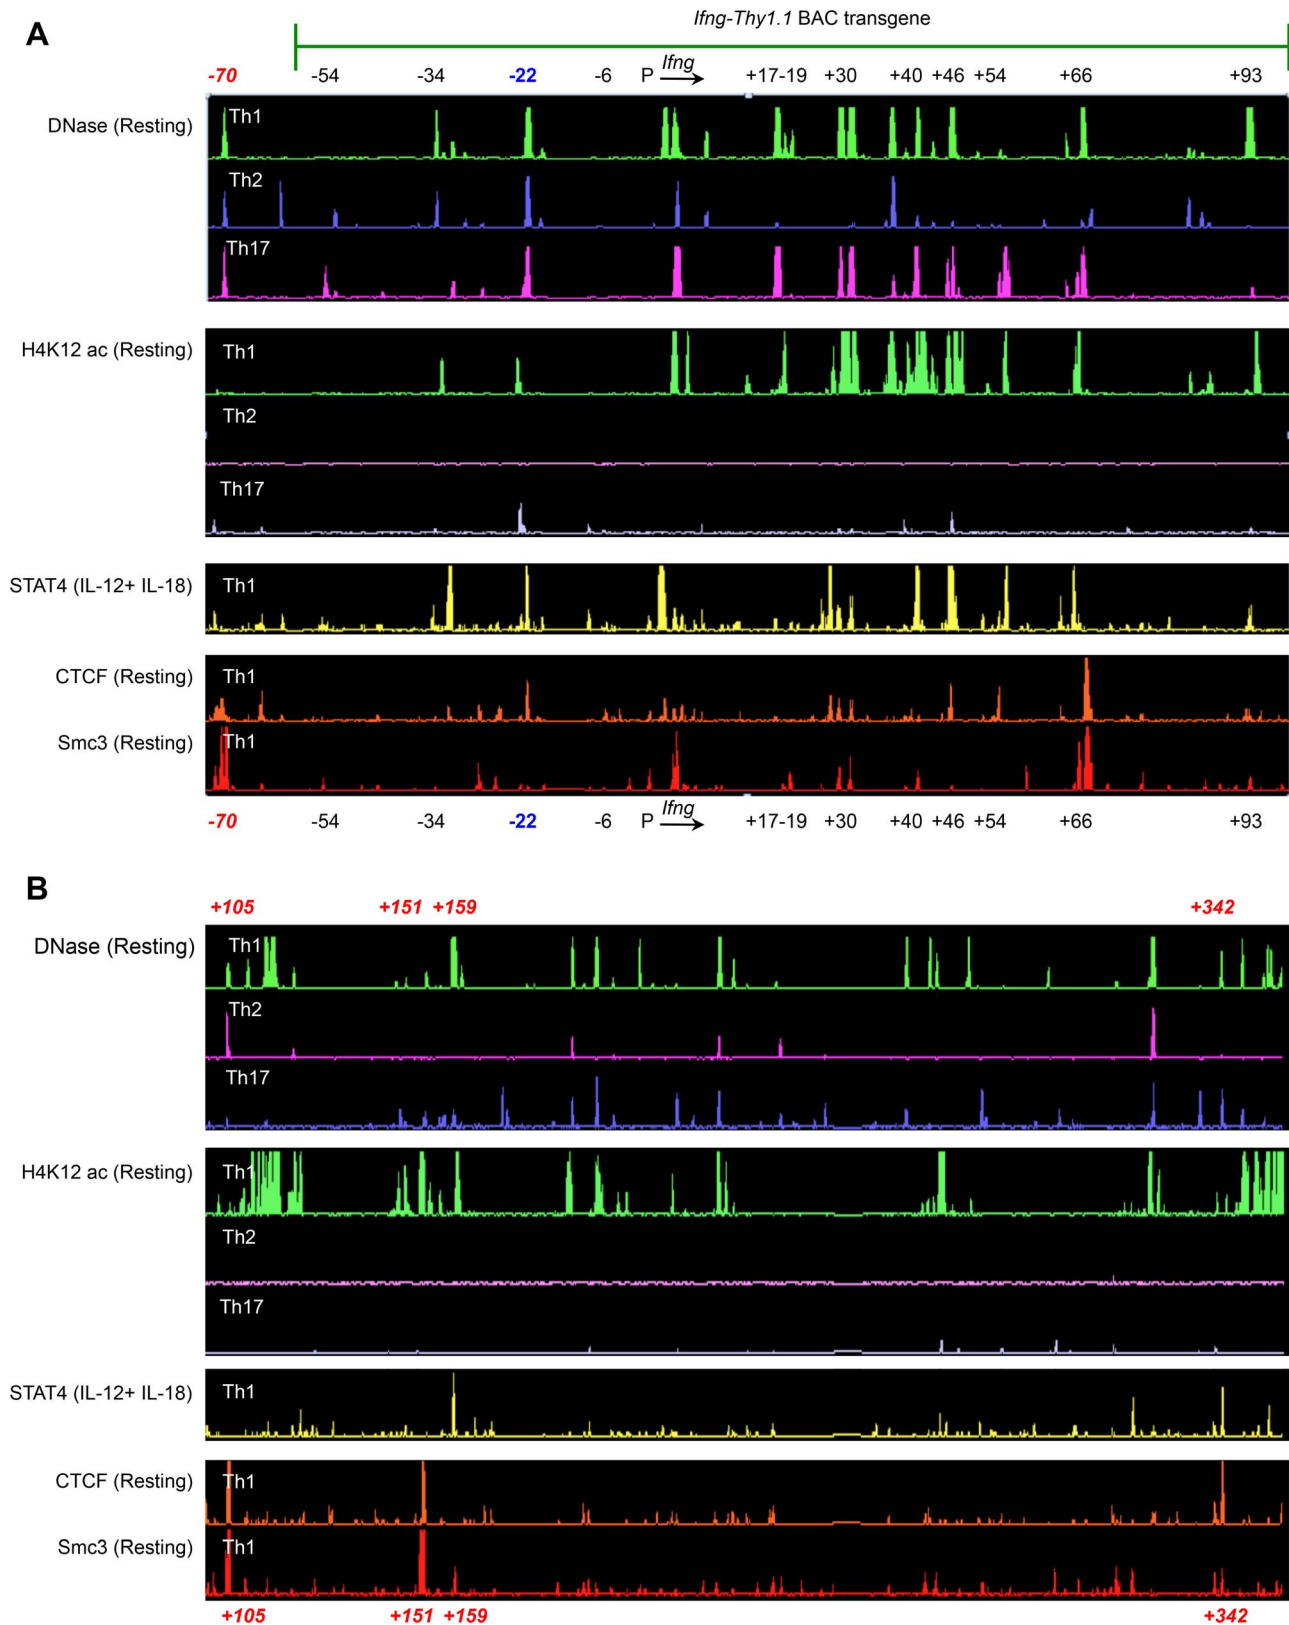 Ifng-Thy1.1 BAC transgene
A
-70 -54 -34 -22 -6 P Ifng +17-19 +30 +40 +46 +54 +66 +93
DNase (Resting) Th1
Th2
Th17
H4K12 ac (Resting) Th1
Th2
Th17
STAT4 (IL-12+ IL-18) Th1
CTCF (Resting) Th1
Smc3 (Resting) Th1
-70 -54 -34 -22 -6 P Ifng +17-19 +30 +40 +46 +54 +66 +93
B
+105 +151 +159 +342
DNase (Resting) Th1
Th2
Th17
H4K12 ac (Resting) Th1
Th2
Th17
STAT4 (IL-12+ IL-18) Th1
CTCF (Resting) Th1
Smc3 (Resting) Th1
+105 +151 +159 +342